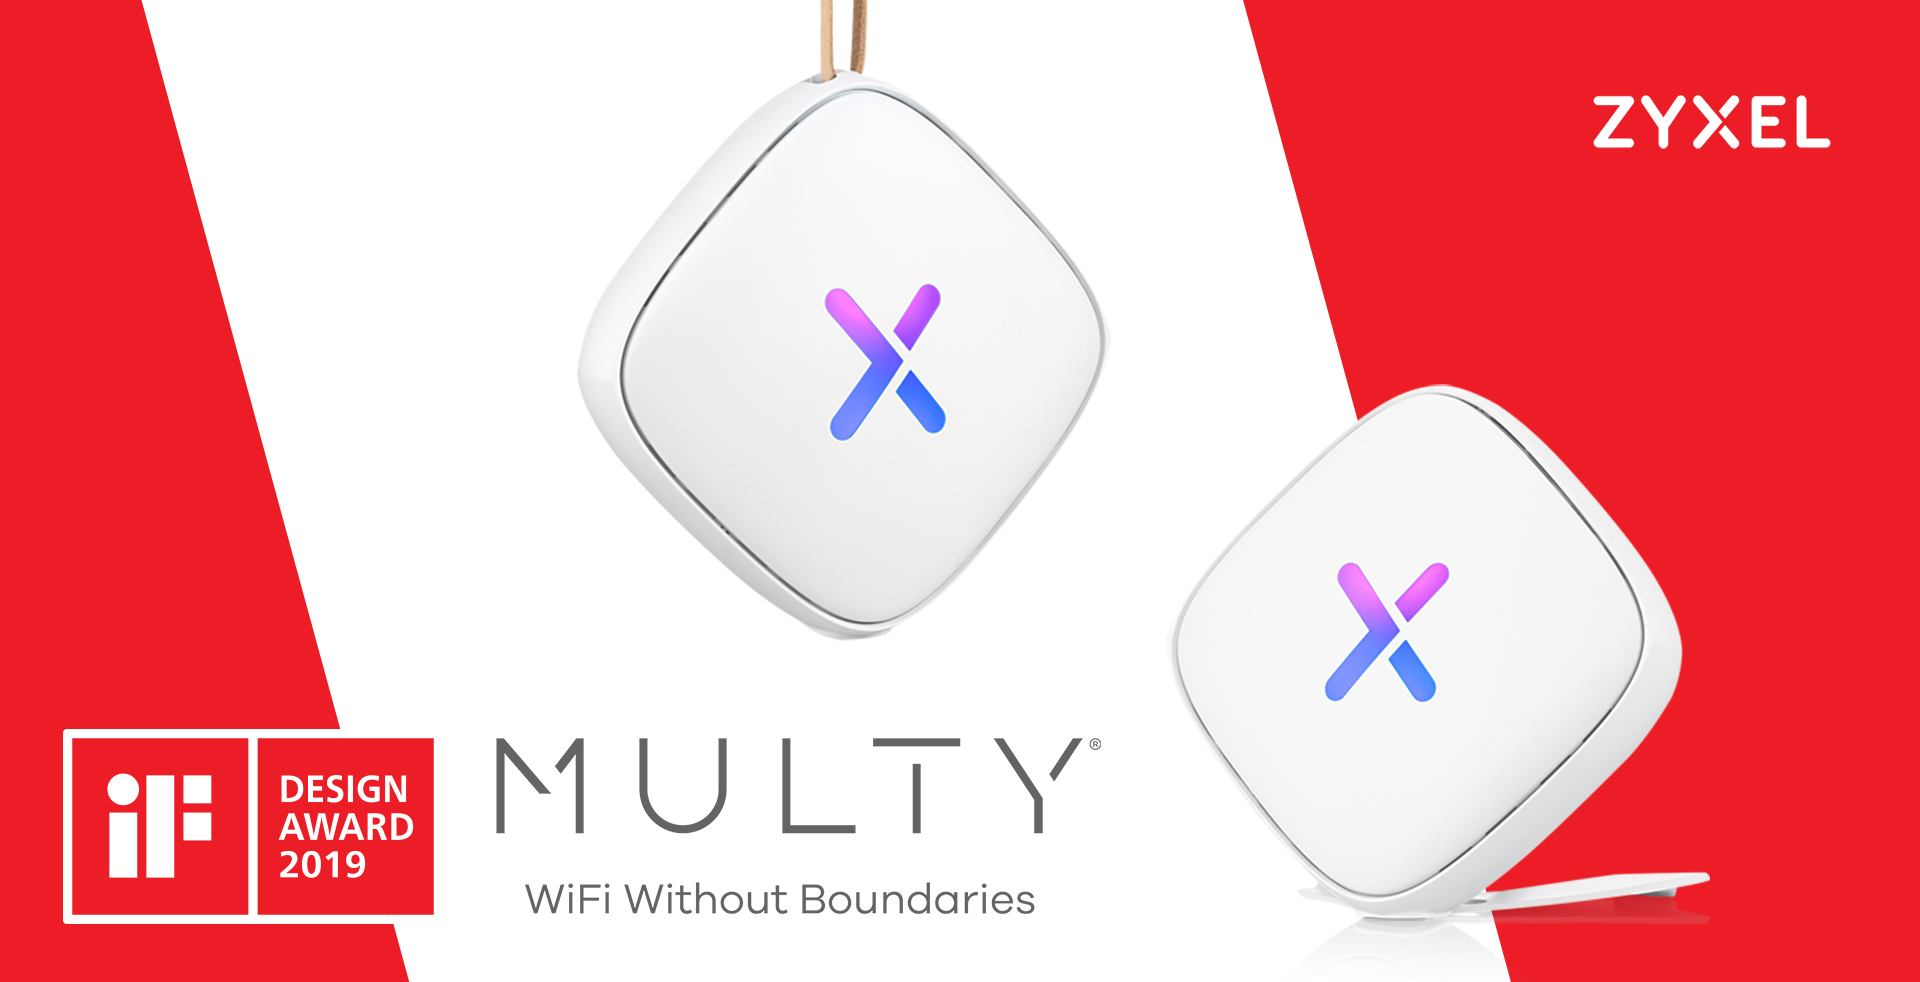 ZYXEL
iF
DESIGN
AWARD
2019
MULTY®
WiFi Without Boundaries